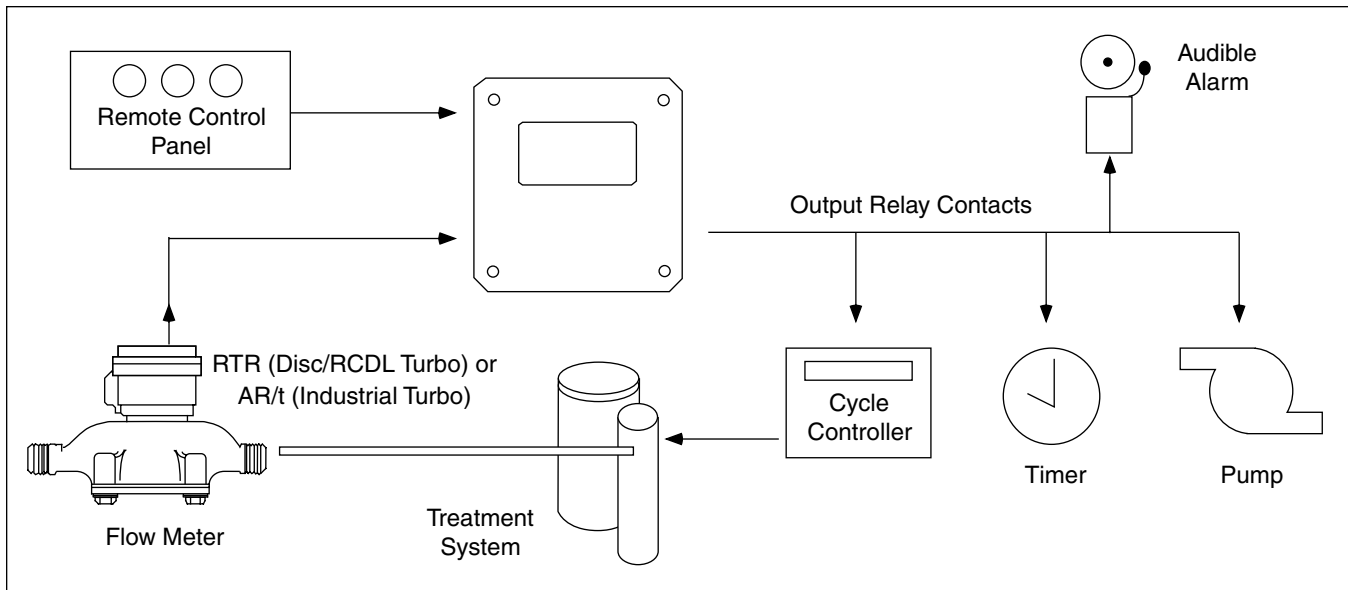 Remote Control
Panel
Audible
Alarm
Output Relay Contacts
RTR (Disc/RCDL Turbo) or
AR/t (Industrial Turbo)
Cycle
Controller
Timer
Pump
Flow Meter
Treatment
System